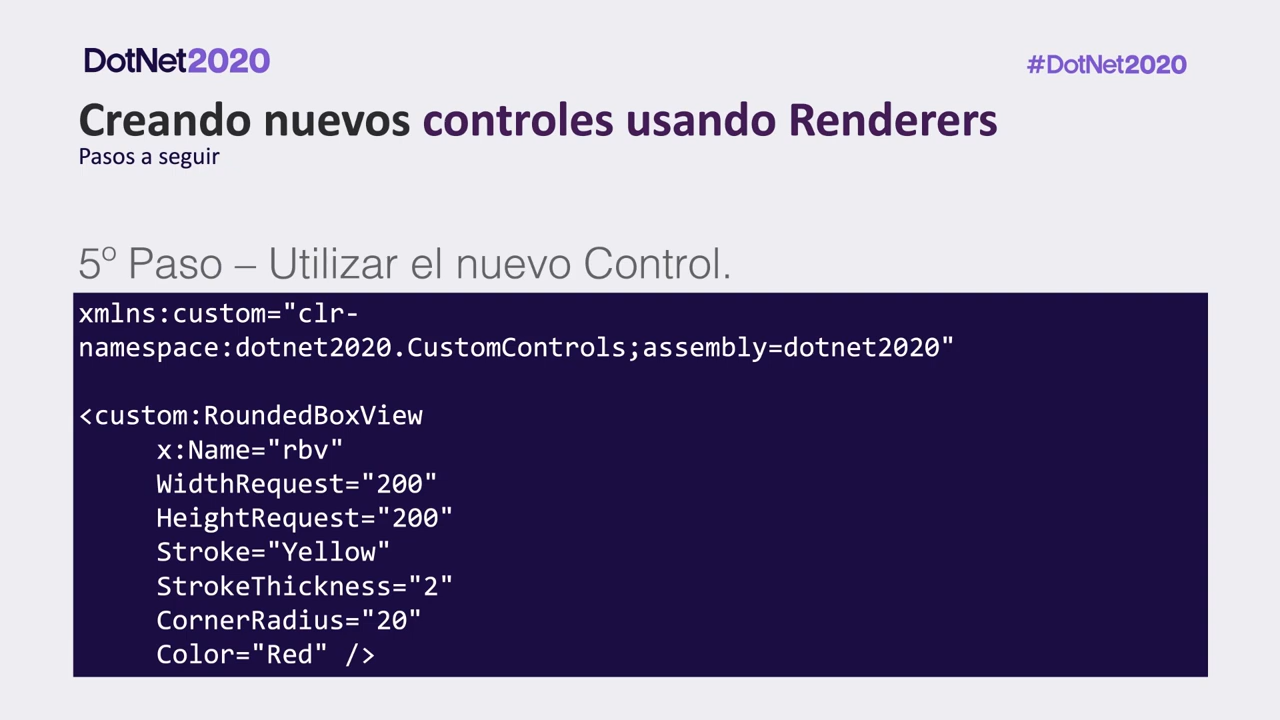 DotNet2020
#DotNet2020
Creando nuevos controles usando Renderers
Pasos a seguir
5º Paso – Utilizar el nuevo Control.
xmlns:custom="clr-
namespace:dotnet2020.CustomControls;assembly=dotnet2020"
<custom:RoundedBoxView
x:Name="rbv"
WidthRequest="200"
HeightRequest="200"
Stroke="Yellow"
StrokeThickness="2"
CornerRadius="20"
Color="Red" />